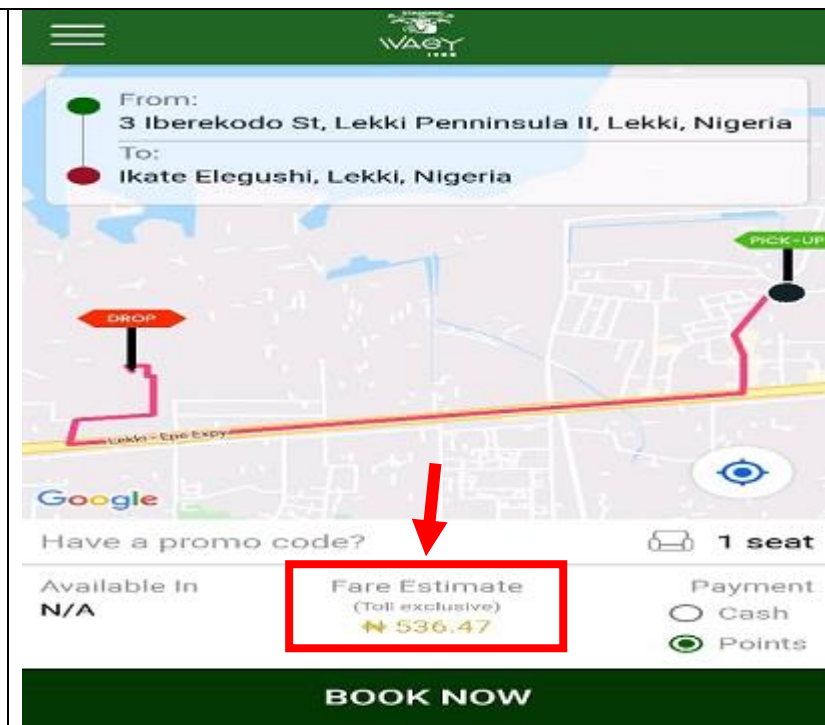 WAGY
From:
3 Iberekodo St, Lekki Penninsula II, Lekki, Nigeria
To:
Ikate Elegushi, Lekki, Nigeria
PICK-UP
DROP
Lekki - Epe Expy
Google
Have a promo code?
1 seat
Available In
N/A
Fare Estimate
(Toll exclusive)
₦ 536.47
Payment
Cash
Points
BOOK NOW